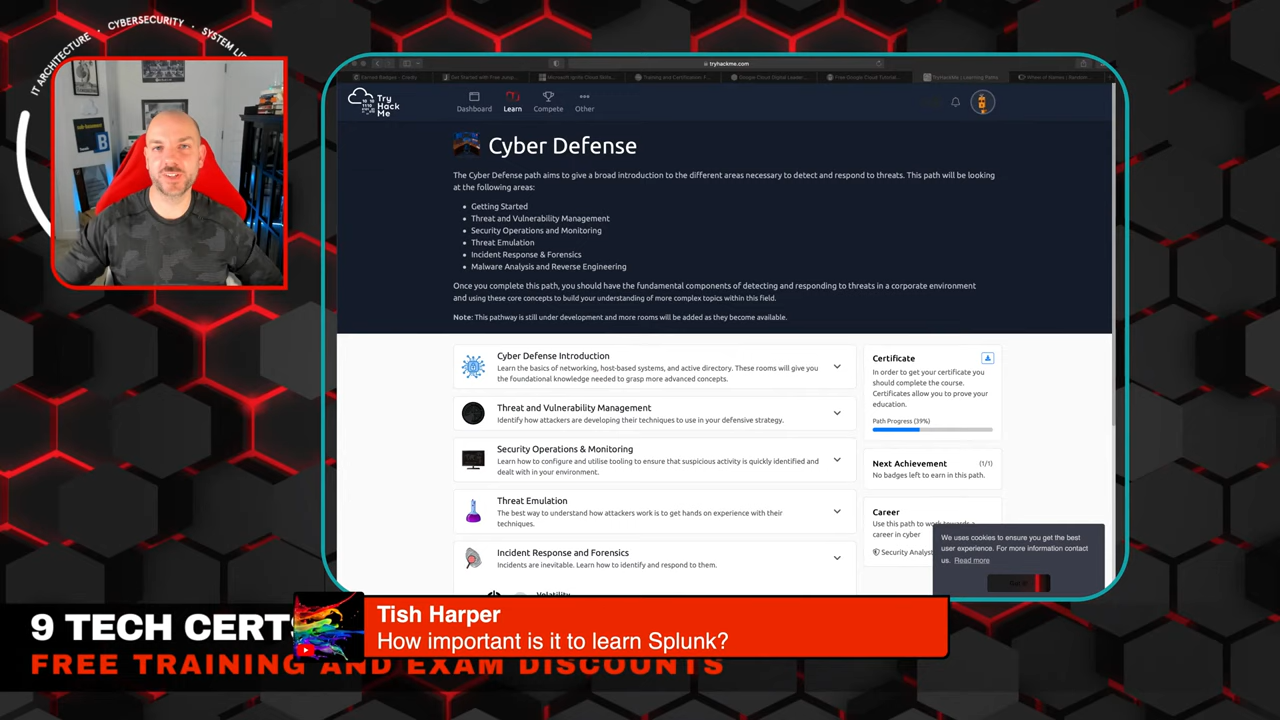 IT ARCHITECTURE • CYBERSECURITY • SYSTEM
tryhackme.com
Earned Badges - Credly
Try
Hack
Me
Dashboard
Learn
Compete
Other
Cyber Defense
The Cyber Defense path aims to give a broad introduction to the different areas necessary to detect and respond to threats. This path will be looking
at the following areas:
Getting Started
Threat and Vulnerability Management
Security Operations and Monitoring
Threat Emulation
Incident Response & Forensics
Malware Analysis and Reverse Engineering
Once you complete this path, you should have the fundamental components of detecting and responding to threats in a corporate environment
and using these core concepts to build your understanding of more complex topics within this field.
Note: This pathway is still under development and more rooms will be added as they become available.
Cyber Defense Introduction
Learn the basics of networking, host-based systems, and active directory. These rooms will give you
the foundational knowledge needed to grasp more advanced concepts.
Threat and Vulnerability Management
Identify how attackers are developing their techniques to use in your defensive strategy.
Security Operations & Monitoring
Learn how to configure and utilise tooling to ensure that suspicious activity is quickly identified and
dealt with in your environment.
Threat Emulation
The best way to understand how attackers work is to get hands on experience with their
techniques.
Incident Response and Forensics
Incidents are inevitable. Learn how to identify and respond to them.
Volatility
Certificate
In order to get your certificate you
should complete the course.
Certificates allow you to prove your
education.
Path Progress (39%)
Next Achievement (1/1)
No badges left to earn in this path.
Career
Use this path to work towards a
career in cyber
Security Analyst
We uses cookies to ensure you get the best
user experience. For more information contact
us. Read more
Tish Harper
How important is it to learn Splunk?
9 TECH CERTS
FREE TRAINING AND EXAM DISCOUNTS